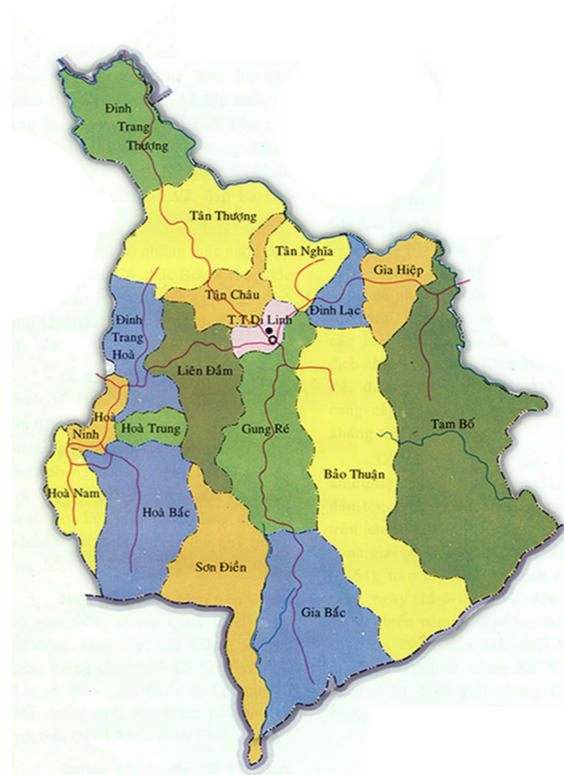 Đinh
Trang
Thượng
Tân Thượng
Tân Nghĩa
Gia Hiệp
Tân Châu
T.T Di Linh
Đinh Lạc
Đinh
Trang
Hoà
Liên Đầm
Hoà
Ninh
Hoà Trung
Gung Ré
Tam Bố
Bảo Thuận
Hoà Nam
Hoà Bắc
Sơn Điền
Gia Bắc